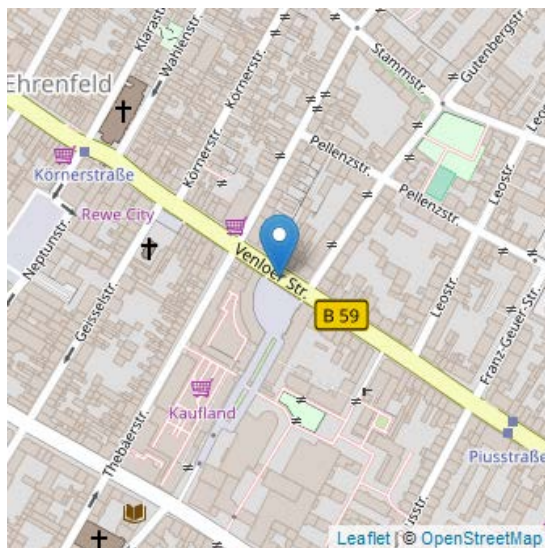 Klarastr.
Wahlenstr.
Körnerstr.
Stammstr.
Gutenbergstr.
Ehrenfeld
Leostr.
Pellenzstr.
Körnerstraße
Körnerstr.
Pellenzstr.
Leostr.
Rewe City
Neptunstr.
Venloer Str.
Geisselstr.
Leostr.
B 59
Franz-Geuer-Str.
Kaufland
Thebäerstr.
Piusstraße
Leaflet | © OpenStreetMap